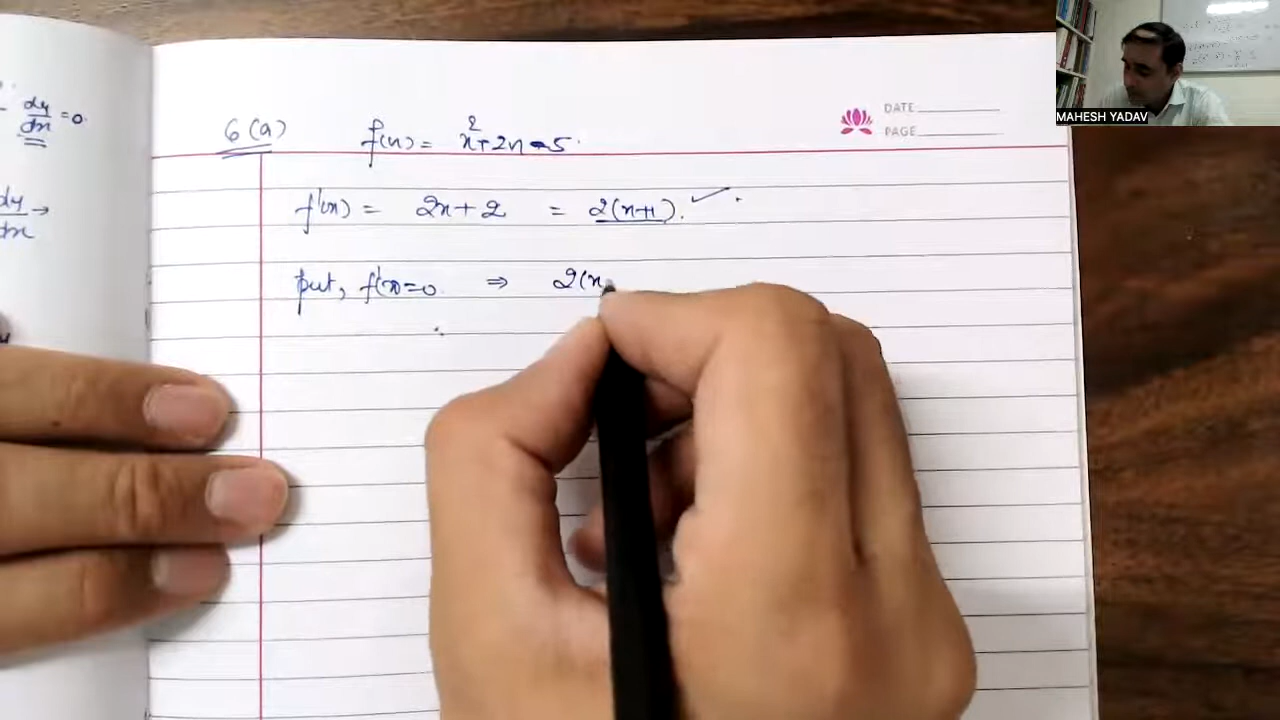 dy/dx = 0.
dy/dx →
6(a) f(x) = x² + 2x - 5.
DATE
PAGE
MAHESH YADAV
f'(x) = 2x + 2 = 2(x+1). ✓
put, f'(x)=0. ⇒ 2(x